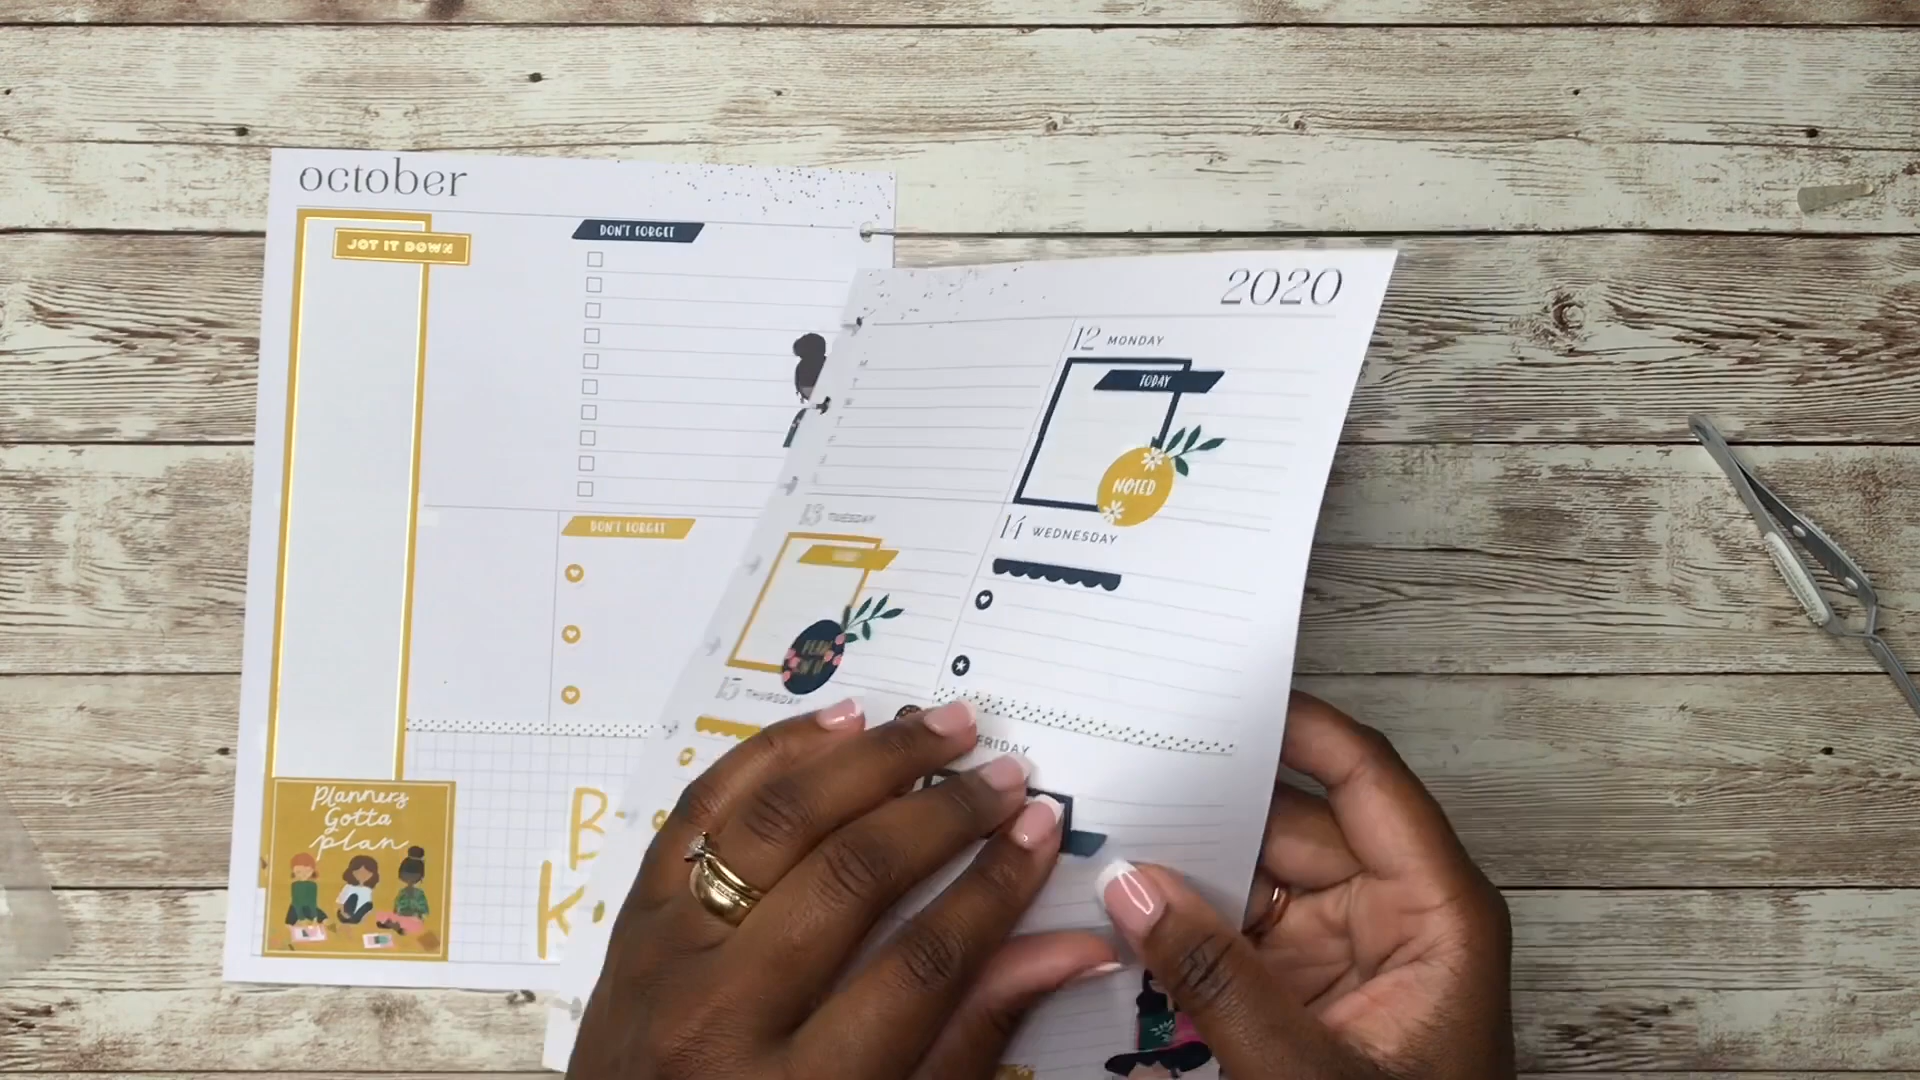 october
JOT IT DOWN
DON'T FORGET
DON'T FORGET
Planners
Gotta
plan
2020
12 MONDAY
TODAY
NOTED
13 TUESDAY
14 WEDNESDAY
15 THURSDAY
FRIDAY
M
T
W
T
F